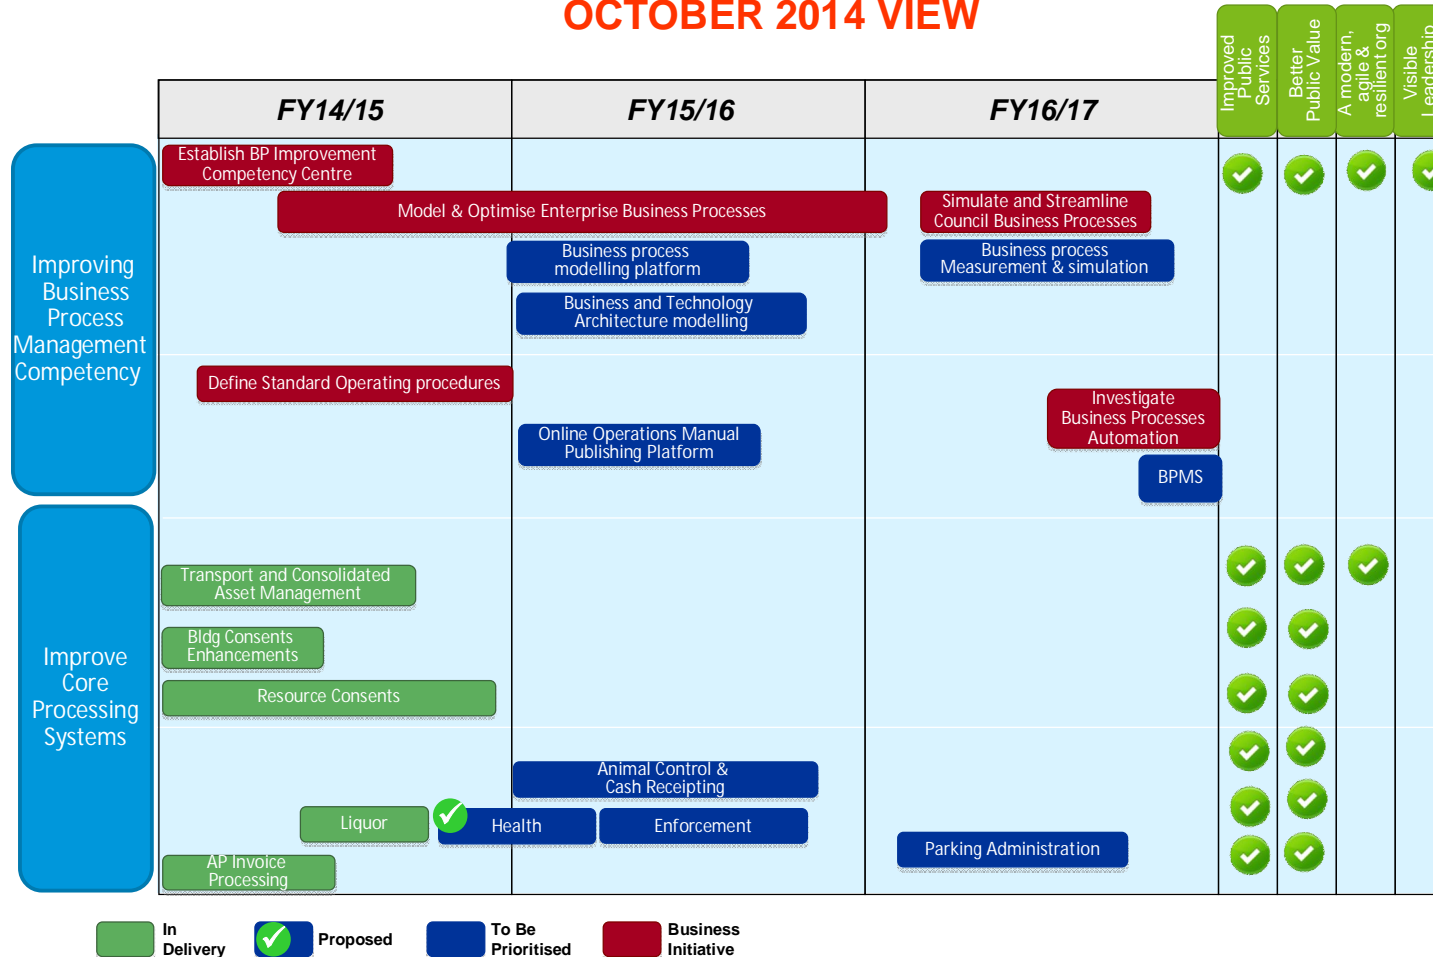 OCTOBER 2014 VIEW
Improved
Public
Services
Better
Public Value
A modern,
agile &
resilient org
Visible
Leadership
FY14/15
FY15/16
FY16/17
Improving
Business
Process
Management
Competency
Establish BP Improvement
Competency Centre
Model & Optimise Enterprise Business Processes
Simulate and Streamline
Council Business Processes
Business process
modelling platform
Business process
Measurement & simulation
Business and Technology
Architecture modelling
Define Standard Operating procedures
Investigate
Business Processes
Automation
Online Operations Manual
Publishing Platform
BPMS
Improve
Core
Processing
Systems
Transport and Consolidated
Asset Management
Bldg Consents
Enhancements
Resource Consents
Animal Control &
Cash Receipting
Liquor
Health
Enforcement
Parking Administration
AP Invoice
Processing
In
Delivery
Proposed
To Be
Prioritised
Business
Initiative